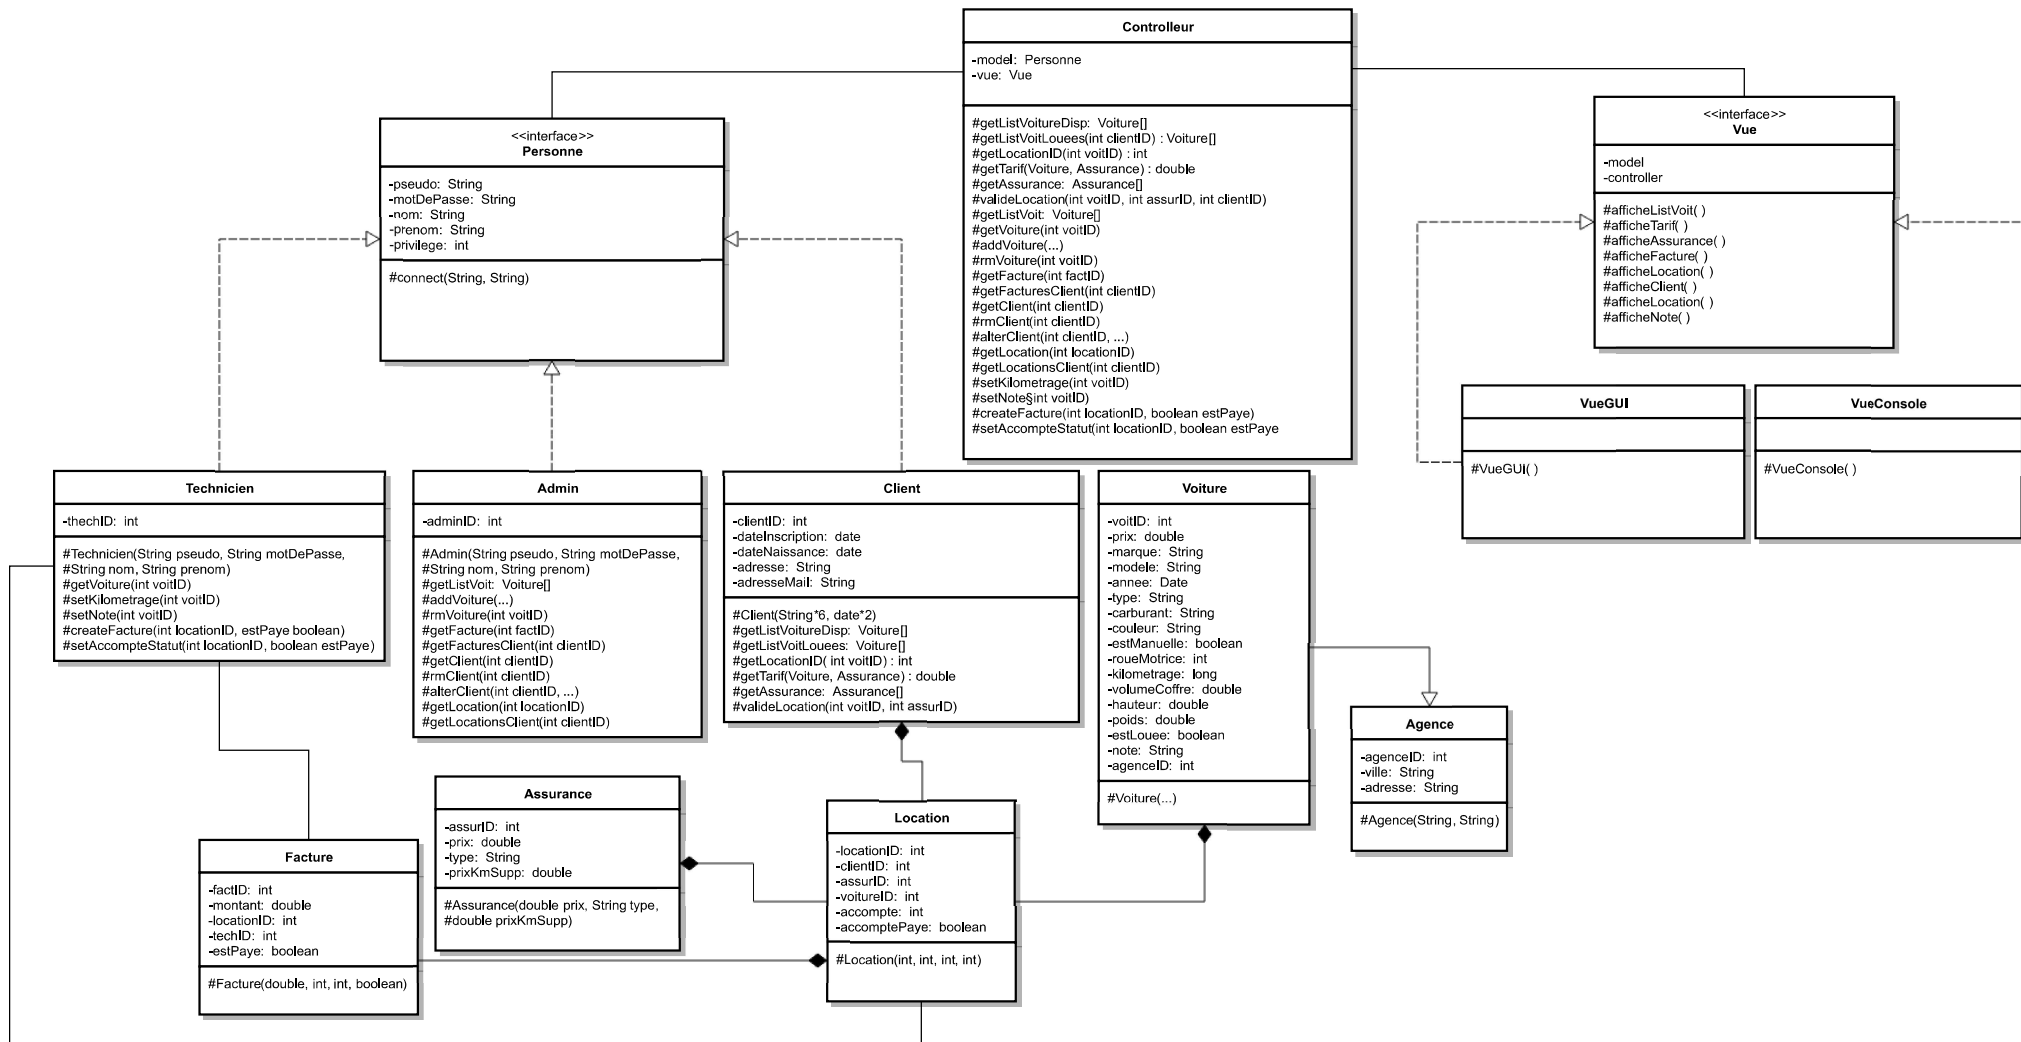 Controlleur
-model: Personne
-vue: Vue
#getListVoitureDisp: Voiture[]
#getListVoitLouees(int clientID) : Voiture[]
#getLocationID(int voitID) : int
#getTarif(Voiture, Assurance) : double
#getAssurance: Assurance[]
#valideLocation(int voitID, int assurID, int clientID)
#getListVoit: Voiture[]
#getVoiture(int voitID)
#addVoiture(...)
#rmVoiture(int voitID)
#getFacture(int factID)
#getFacturesClient(int clientID)
#getClient(int clientID)
#rmClient(int clientID)
#alterClient(int clientID, ...)
#getLocation(int locationID)
#getLocationsClient(int clientID)
#setKilometrage(int voitID)
#setNote§int voitID)
#createFacture(int locationID, boolean estPaye)
#setAccompteStatut(int locationID, boolean estPaye
<<interface>>
Personne
-pseudo: String
-motDePasse: String
-nom: String
-prenom: String
-privilege: int
#connect(String, String)
<<interface>>
Vue
-model
-controller
#afficheListVoit( )
#afficheTarif( )
#afficheAssurance( )
#afficheFacture( )
#afficheLocation( )
#afficheClient( )
#afficheLocation( )
#afficheNote( )
VueGUI
#VueGUI( )
VueConsole
#VueConsole( )
Technicien
-thechID: int
#Technicien(String pseudo, String motDePasse,
#String nom, String prenom)
#getVoiture(int voitID)
#setKilometrage(int voitID)
#setNote(int voitID)
#createFacture(int locationID, estPaye boolean)
#setAccompteStatut(int locationID, boolean estPaye)
Admin
-adminID: int
#Admin(String pseudo, String motDePasse,
#String nom, String prenom)
#getListVoit: Voiture[]
#addVoiture(...)
#rmVoiture(int voitID)
#getFacture(int factID)
#getFacturesClient(int clientID)
#getClient(int clientID)
#rmClient(int clientID)
#alterClient(int clientID, ...)
#getLocation(int locationID)
#getLocationsClient(int clientID)
Client
-clientID: int
-dateInscription: date
-dateNaissance: date
-adresse: String
-adresseMail: String
#Client(String*6, date*2)
#getListVoitureDisp: Voiture[]
#getListVoitLouees: Voiture[]
#getLocationID( int voitID) : int
#getTarif(Voiture, Assurance) : double
#getAssurance: Assurance[]
#valideLocation(int voitID, int assurID)
Voiture
-voitID: int
-prix: double
-marque: String
-modele: String
-annee: Date
-type: String
-carburant: String
-couleur: String
-estManuelle: boolean
-roueMotrice: int
-kilometrage: long
-volumeCoffre: double
-hauteur: double
-poids: double
-estLouee: boolean
-note: String
-agenceID: int
#Voiture(...)
Agence
-agenceID: int
-ville: String
-adresse: String
#Agence(String, String)
Assurance
-assurID: int
-prix: double
-type: String
-prixKmSupp: double
#Assurance(double prix, String type,
#double prixKmSupp)
Location
-locationID: int
-clientID: int
-assurID: int
-voitureID: int
-accompte: int
-accomptePaye: boolean
#Location(int, int, int, int)
Facture
-factID: int
-montant: double
-locationID: int
-techID: int
-estPaye: boolean
#Facture(double, int, int, boolean)